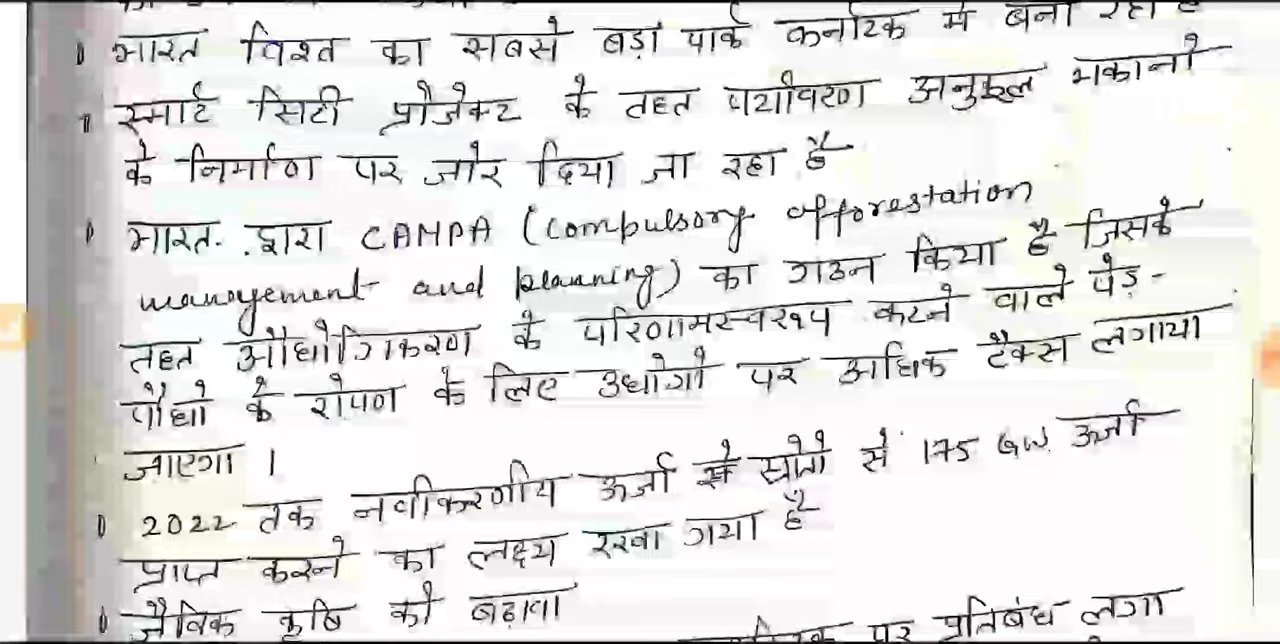 भारत विश्व का सबसे बड़ा पार्क कर्नाटक में बना रहा
स्मार्ट सिटी प्रौजेक्ट के तहत पर्यावरण अनुकूल मकानो
के निर्माण पर जोर दिया जा रहा है
भारत द्वारा CAMPA (compulsory afforestation
management and planning) का गठन किया है जिसके
तहत औधोगिकरण के परिणामस्वरूप कटने वाले पेड़-
पौधो के रोपण के लिए उधोगो पर अधिक टैक्स लगाया
जाएगा ।
2022 तक नवीकरणीय ऊर्जा के स्रोतो से 175 GW ऊर्जा
प्राप्त करने का लक्ष्य रखा गया है
जैविक कृषि को बढ़ावा
पर प्रतिबंध लगा